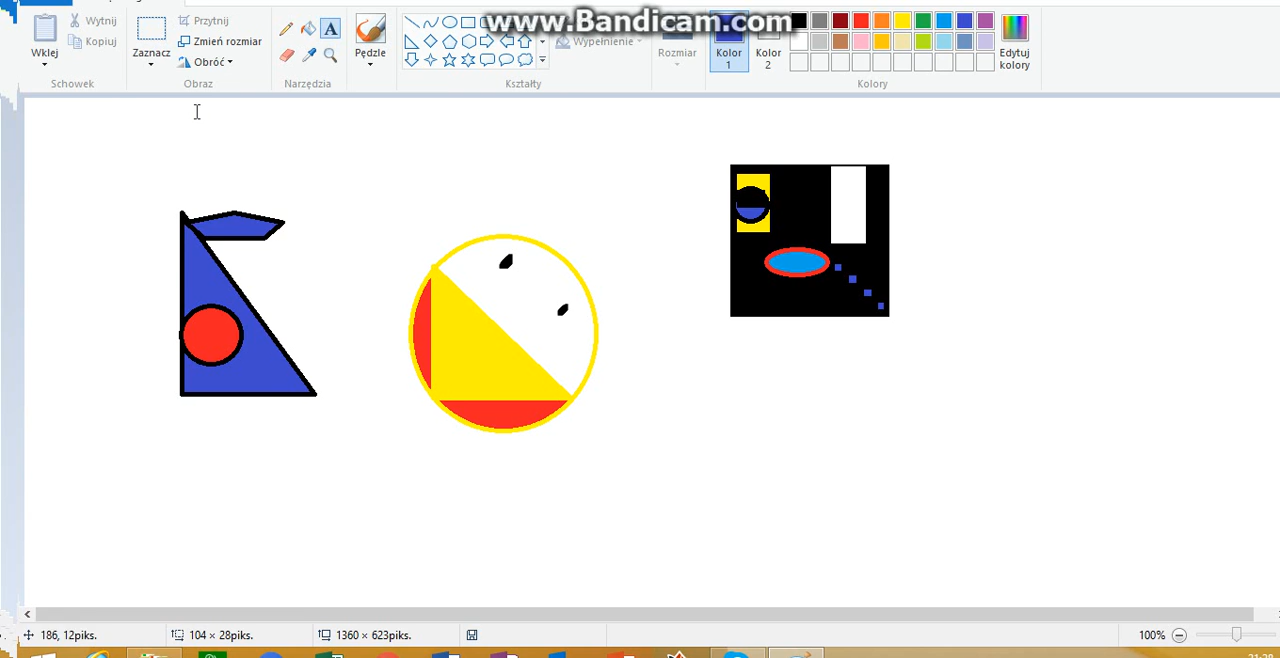 www.Bandicam.com
Wklej
Wytnij
Kopiuj
Schowek
Zaznacz
Przytnij
Zmień rozmiar
Obróć
Obraz
A
Narzędzia
Pędzle
Wypełnienie
Kształty
Rozmiar
Kolor 1
Kolor 2
Edytuj kolory
Kolory
186, 12piks.
104 × 28piks.
1360 × 623piks.
100%